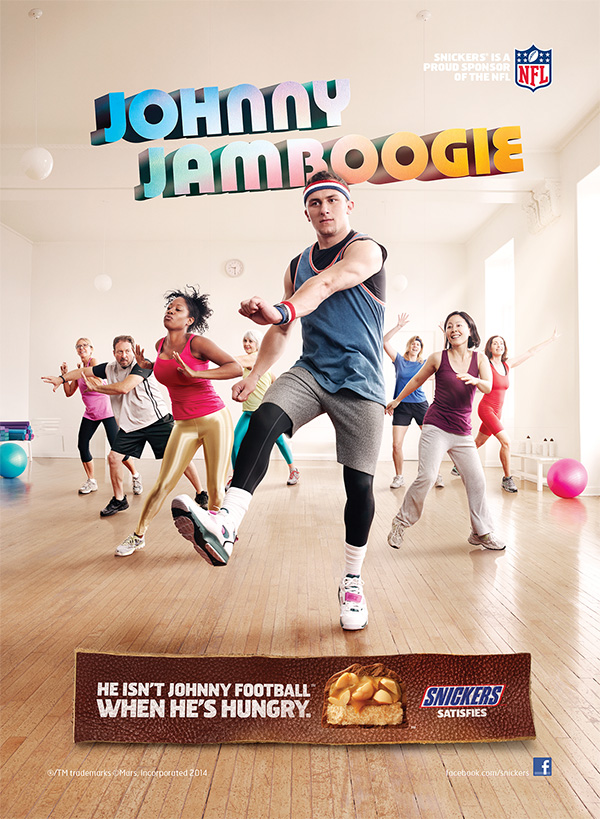 SNICKERS® IS A
PROUD SPONSOR
OF THE NFL
NFL
JOHNNY
JAMBOOGIE
HE ISN'T JOHNNY FOOTBALL
WHEN HE'S HUNGRY.
SNICKERS
SATISFIES
®/TM trademarks ©Mars, Incorporated 2014
facebook.com/snickers
f